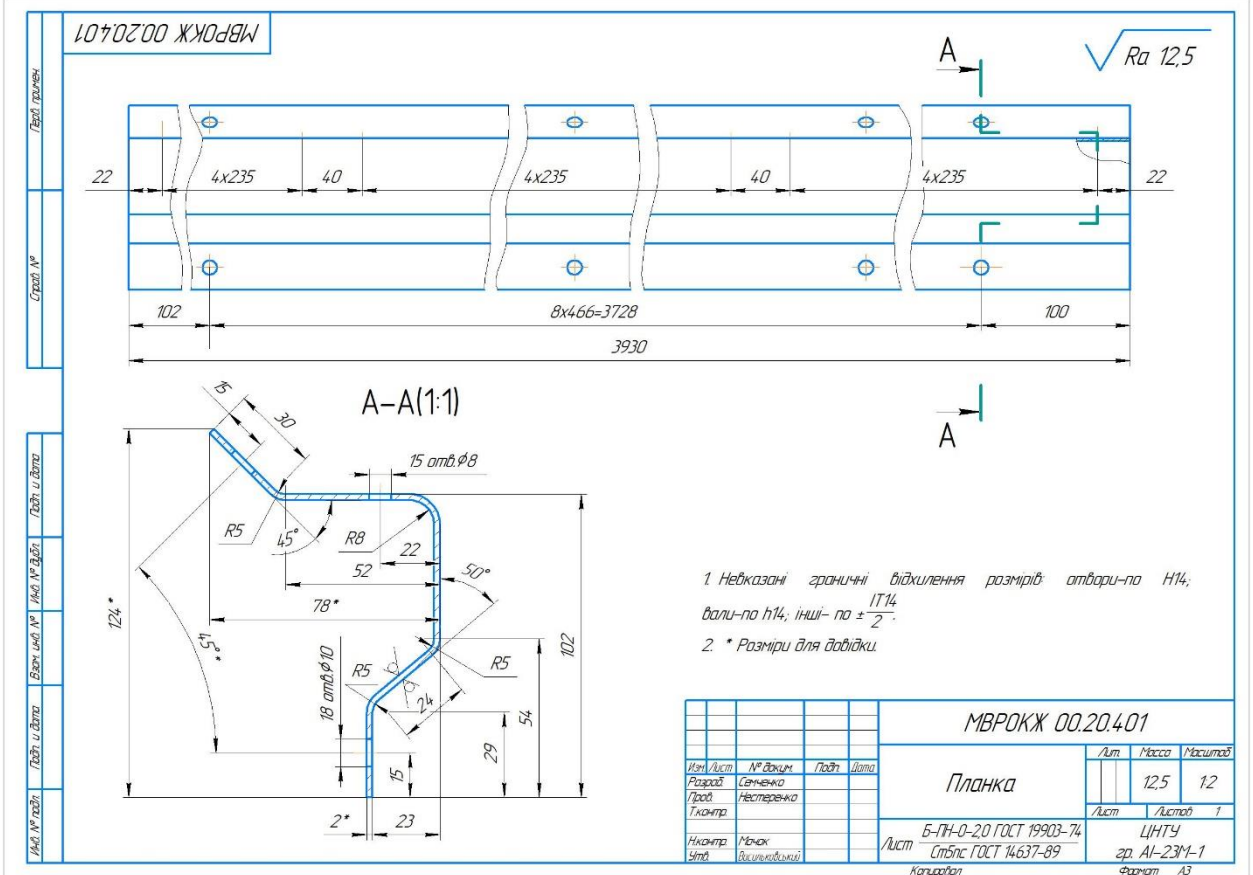 МВРОКЖ 00.20.401
Перв. примен.
Справ. №
Подп. и дата
Инв. № дубл.
Взам. инв. №
Подп. и дата
Инв. № подл.
Ra 12,5
А
22
4x235
40
4x235
40
4x235
22
102
8x466=3728
100
3930
А
А–А(1:1)
15
30
15 отв.⌀8
R5
45°
R8
22
52
50°
78*
124*
45°*
18 отв.⌀10
R5
R5
24
102
54
29
15
2*
23
1. Невказані граничні відхилення розмірів: отвори–по Н14;
вали–по h14; інші– по ± IT14/2.
2. * Розміри для довідки.
МВРОКЖ 00.20.401
Изм. Лист № докум. Подп. Дата
Разраб. Семченко
Пров. Нестеренко
Т.контр.
Н.контр. Мачок
Утв. Васильковський
Планка
Лит. Масса Масштаб
12,5 1:2
Лист Листов 1
Лист Б–ПН–О–2,0 ГОСТ 19903–74
Ст5пс ГОСТ 14637–89
ЦНТУ
гр. АІ–23М–1
Копировал Формат А3